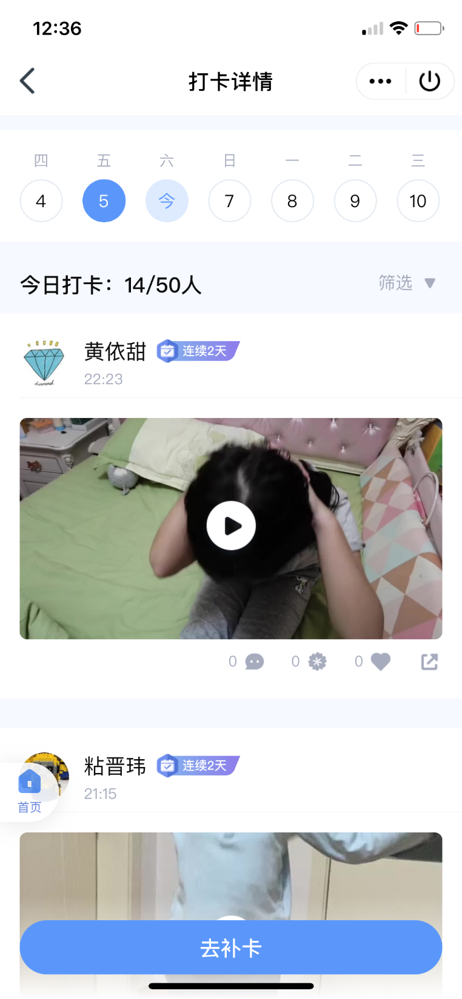 12:36
打卡详情
四 五 六 日 一 二 三
4 5 今 7 8 9 10
今日打卡：14/50人 筛选
黄依甜 连续2天
22:23
diamond
0 0 0
粘晋玮 连续2天
21:15
首页
去补卡